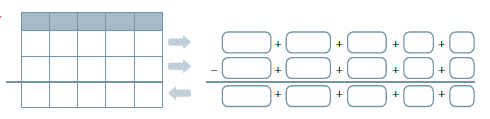 + + + +
− + + + +
+ + + +